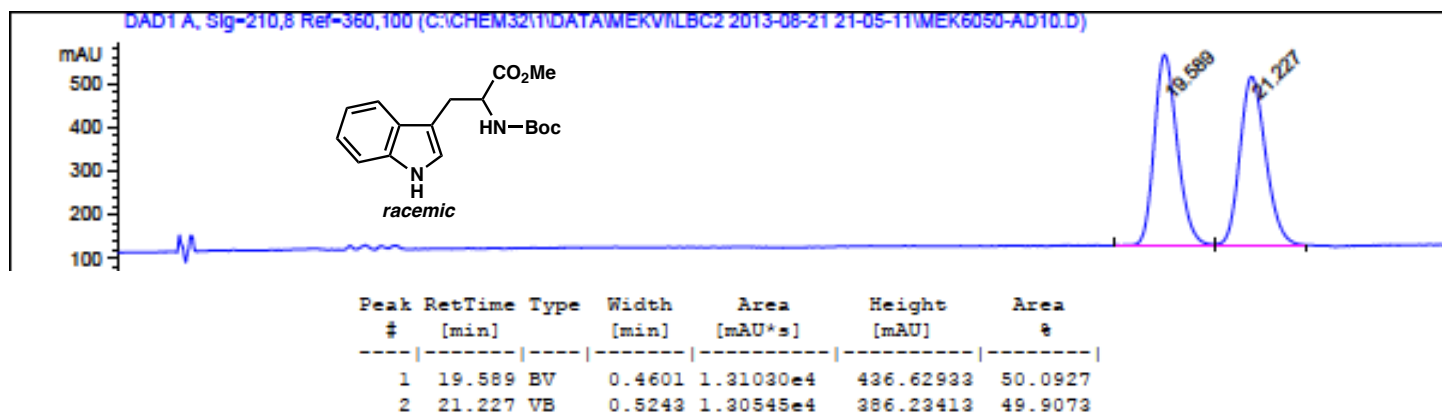 DAD1 A, Sig=210,8 Ref=360,100 (C:\CHEM32\1\DATA\MEKVI\LBC2 2013-08-21 21-05-11\MEK6050-AD10.D)
mAU
500
400
300
200
100
CO2Me
HN
Boc
N
H
racemic
19.589
21.227
Peak RetTime Type Width Area Height Area
# [min] [min] [mAU*s] [mAU] %
----|-------|----|-------|----------|----------|--------|
1 19.589 BV 0.4601 1.31030e4 436.62933 50.0927
2 21.227 VB 0.5243 1.30545e4 386.23413 49.9073